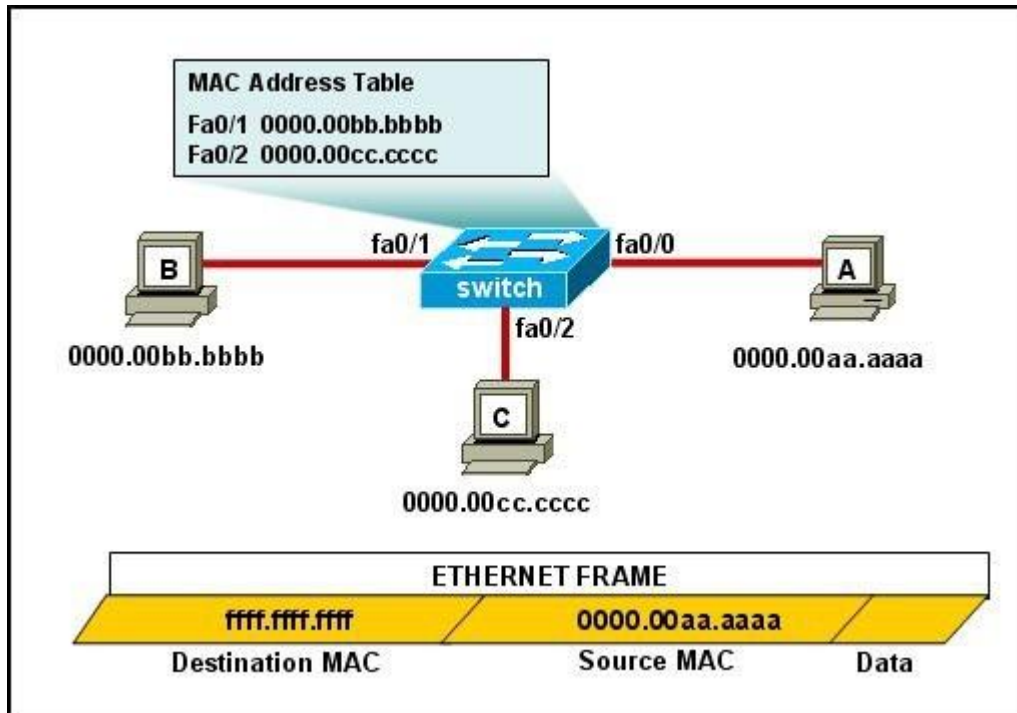 MAC Address Table
Fa0/1 0000.00bb.bbbb
Fa0/2 0000.00cc.cccc
fa0/1
fa0/0
B
A
switch
fa0/2
0000.00bb.bbbb
0000.00aa.aaaa
C
0000.00cc.cccc
ETHERNET FRAME
ffff.ffff.ffff 0000.00aa.aaaa
Destination MAC Source MAC Data